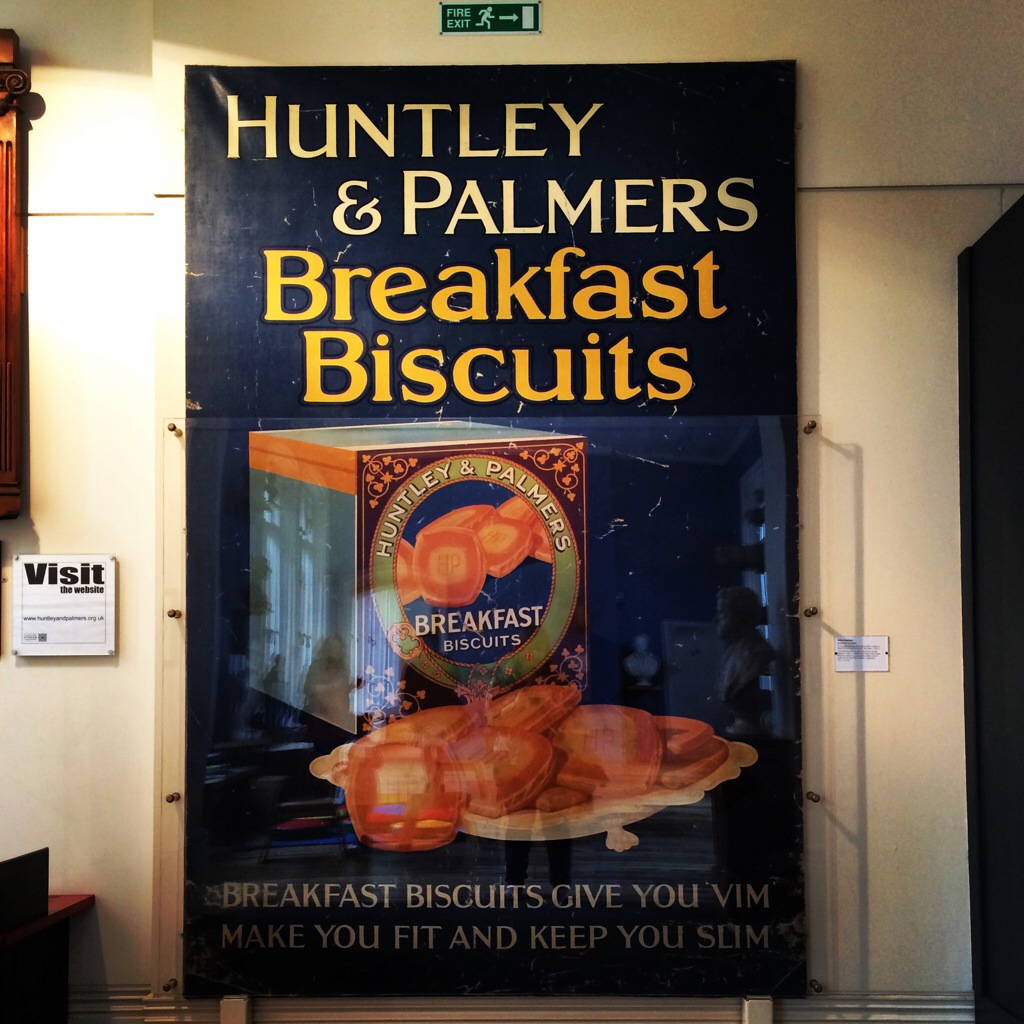 FIRE
EXIT
HUNTLEY
& PALMERS
Breakfast
Biscuits
HUNTLEY & PALMERS
HP
BREAKFAST
BISCUITS
BREAKFAST BISCUITS GIVE YOU VIM
MAKE YOU FIT AND KEEP YOU SLIM
Visit
the website
www.huntleyandpalmers.org.uk